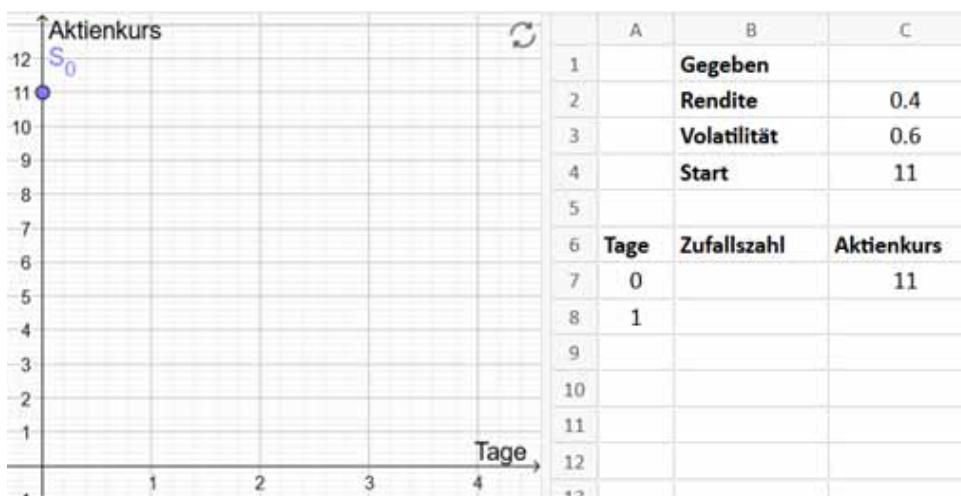 Aktienkurs
S0
12
11
10
9
8
7
6
5
4
3
2
1
Tage
1 2 3 4
A B C
1 Gegeben
2 Rendite 0.4
3 Volatilität 0.6
4 Start 11
5
6 Tage Zufallszahl Aktienkurs
7 0 11
8 1
9
10
11
12